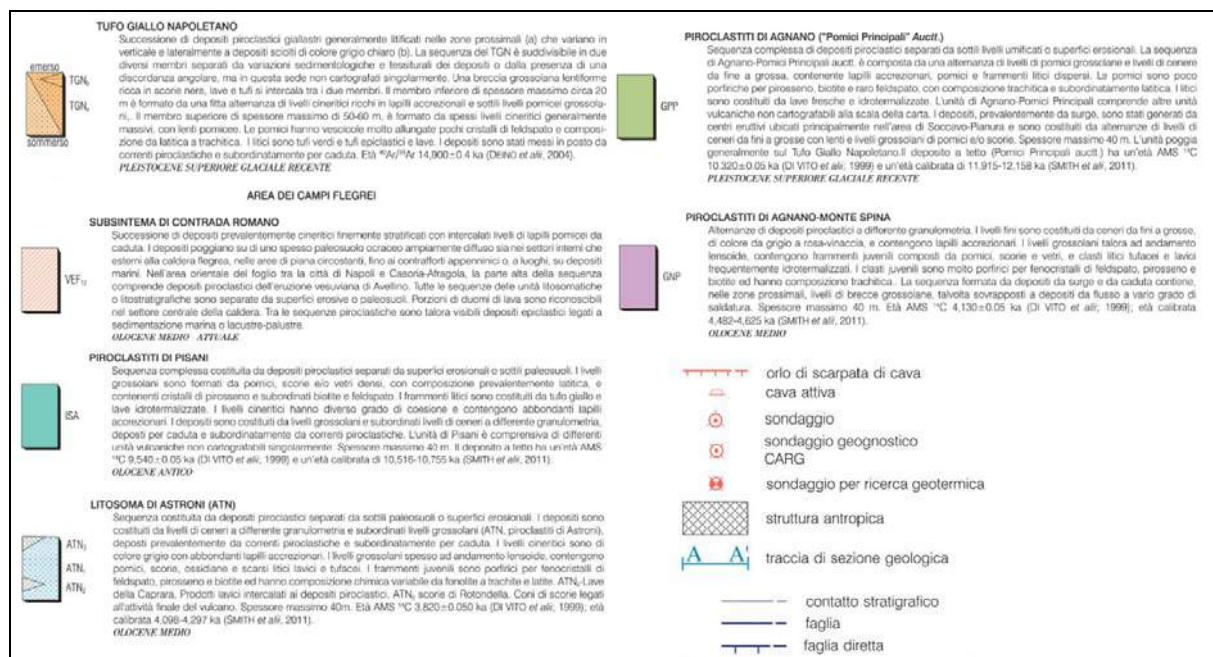 TUFO GIALLO NAPOLETANO
Successione di depositi piroclastici giallastri generalmente litificati nelle zone prossimali (a) che variano in
verticale e lateralmente a depositi sciolti di colore grigio chiaro (b). La sequenza del TGN è suddivisibile in due
diversi membri separati da variazioni sedimentologiche e tessiturali dei depositi o dalla presenza di una
discordanza angolare, ma in questa sede non cartografati singolarmente. Una breccia grossolana lentiforme
ricca in scorie nere, lave e tufi si intercala tra i due membri. Il membro inferiore di spessore massimo circa 20
m è formato da una fitta alternanza di livelli cineritici ricchi in lapilli accrezionali e sottili livelli pomicei grossola-
ni,. Il membro superiore di spessore massimo di 50-60 m, è formato da spessi livelli cineritici generalmente
massivi, con lenti pomicee. Le pomici hanno vescicole molto allungate pochi cristalli di feldspato e composi-
zione da latitica a trachitica. I litici sono tufi verdi e tufi epiclastici e lave. I depositi sono stati messi in posto da
correnti piroclastiche e subordinatamente per caduta. Età ⁴⁰Ar/³⁹Ar 14,900±0.4 ka (DEINO et alii, 2004).
PLEISTOCENE SUPERIORE GLACIALE RECENTE
emerso
TGN
TGN
sommerso
AREA DEI CAMPI FLEGREI
SUBSINTEMA DI CONTRADA ROMANO
Successione di depositi prevalentemente cineritici finemente stratificati con intercalati livelli di lapilli pomicei da
caduta. I depositi poggiano su di uno spesso paleosuolo ocraceo ampiamente diffuso sia nei settori interni che
esterni alla caldera flegrea, nelle aree di piana circostanti, fino ai contrafforti appenninici o, a luoghi, su depositi
marini. Nell'area orientale del foglio tra la città di Napoli e Casoria-Afragola, la parte alta della sequenza
comprende depositi piroclastici dell'eruzione vesuviana di Avellino. Tutte le sequenze delle unità litosomatiche
o litostratigrafiche sono separate da superfici erosive o paleosuoli. Porzioni di duomi di lava sono riconoscibili
nel settore centrale della caldera. Tra le sequenze piroclastiche sono talora visibili depositi epiclastici legati a
sedimentazione marina o lacustre-palustre.
OLOCENE MEDIO ATTUALE
VEF₁₂
PIROCLASTITI DI PISANI
Sequenza complessa costituita da depositi piroclastici separati da superfici erosionali o sottili paleosuoli. I livelli
grossolani sono formati da pomici, scorie e/o vetri densi, con composizione prevalentemente latitica, e
contenenti cristalli di pirosseno e subordinati biotite e feldspato. I frammenti litici sono costituiti da tufo giallo e
lave idrotermalizzate. I livelli cineritici hanno diverso grado di coesione e contengono abbondanti lapilli
accrezionari. I depositi sono costituiti da livelli grossolani e subordinati livelli di ceneri a differente granulometria,
deposti per caduta e subordinatamente da correnti piroclastiche. L'unità di Pisani è comprensiva di differenti
unità vulcaniche non cartografabili singolarmente. Spessore massimo 40 m. Il deposito a tetto ha un'età AMS
¹⁴C 9,540±0.05 ka (DI VITO et alii, 1999) e un'età calibrata di 10,516-10,755 ka (SMITH et alii, 2011).
OLOCENE ANTICO
ISA
LITOSOMA DI ASTRONI (ATN)
Sequenza costituita da depositi piroclastici separati da sottili paleosuoli o superfici erosionali. I depositi sono
costituiti da livelli di ceneri a differente granulometria e subordinati livelli grossolani (ATN, piroclastiti di Astroni),
deposti prevalentemente da correnti piroclastiche e subordinatamente per caduta. I livelli cineritici sono di
colore grigio con abbondanti lapilli accrezionari. I livelli grossolani spesso ad andamento lensoide, contengono
pomici, scorie, ossidiane e scarsi litici lavici e tufacei. I frammenti juvenili sono porfirici per fenocristalli di
feldspato, pirosseno e biotite ed hanno composizione chimica variabile da fonolite a trachite e latite. ATN₂-Lave
della Caprara. Prodotti lavici intercalati ai depositi piroclastici. ATN₃ scorie di Rotondella. Coni di scorie legati
all'attività finale del vulcano. Spessore massimo 40m. Età AMS ¹⁴C 3,820±0.050 ka (DI VITO et alii, 1999); età
calibrata 4,098-4,297 ka (SMITH et alii, 2011).
OLOCENE MEDIO
ATN₃
ATN₁
ATN₂
PIROCLASTITI DI AGNANO ("Pomici Principali" Auctt.)
Sequenza complessa di depositi piroclastici separati da sottili livelli umificati o superfici erosionali. La sequenza
di Agnano-Pomici Principali auctt. è composta da una alternanza di livelli di pomici grossolane e livelli di cenere
da fine a grossa, contenente lapilli accrezionari, pomici e frammenti litici dispersi. Le pomici sono poco
porfiriche per pirosseno, biotite e raro feldspato, con composizione trachitica e subordinatamente latitica. I litici
sono costituiti da lave fresche e idrotermalizzate. L'unità di Agnano-Pomici Principali comprende altre unità
vulcaniche non cartografabili alla scala della carta. I depositi, prevalentemente da surge, sono stati generati da
centri eruttivi ubicati principalmente nell'area di Soccavo-Pianura e sono costituiti da alternanze di livelli di
ceneri da fini a grosse con lenti e livelli grossolani di pomici e/o scorie. Spessore massimo 40 m. L'unità poggia
generalmente sul Tufo Giallo Napoletano.Il deposito a tetto (Pomici Principali auctt.) ha un'età AMS ¹⁴C
10.320±0.05 ka (DI VITO et alii; 1999) e un'età calibrata di 11,915-12,158 ka (SMITH et alii, 2011).
PLEISTOCENE SUPERIORE GLACIALE RECENTE
GPP
PIROCLASTITI DI AGNANO-MONTE SPINA
Alternanze di depositi piroclastici a differente granulometria. I livelli fini sono costituiti da ceneri da fini a grosse,
di colore da grigio a rosa-vinaccia, e contengono lapilli accrezionari. I livelli grossolani talora ad andamento
lensoide, contengono frammenti juvenili composti da pomici, scorie e vetri, e clasti litici tufacei e lavici
frequentemente idrotermalizzati. I clasti juvenili sono molto porfirici per fenocristalli di feldspato, pirosseno e
biotite ed hanno composizione trachitica.. La sequenza formata da depositi da surge e da caduta contiene,
nelle zone prossimali, livelli di brecce grossolane, talvolta sovrapposti a depositi da flusso a vario grado di
saldatura. Spessore massimo 40 m. Età AMS ¹⁴C 4,130±0.05 ka (DI VITO et alii; 1999); età calibrata
4,482-4,625 ka (SMITH et alii, 2011).
OLOCENE MEDIO
GNP
orlo di scarpata di cava
cava attiva
sondaggio
sondaggio geognostico
CARG
sondaggio per ricerca geotermica
struttura antropica
A A' traccia di sezione geologica
contatto stratigrafico
faglia
faglia diretta